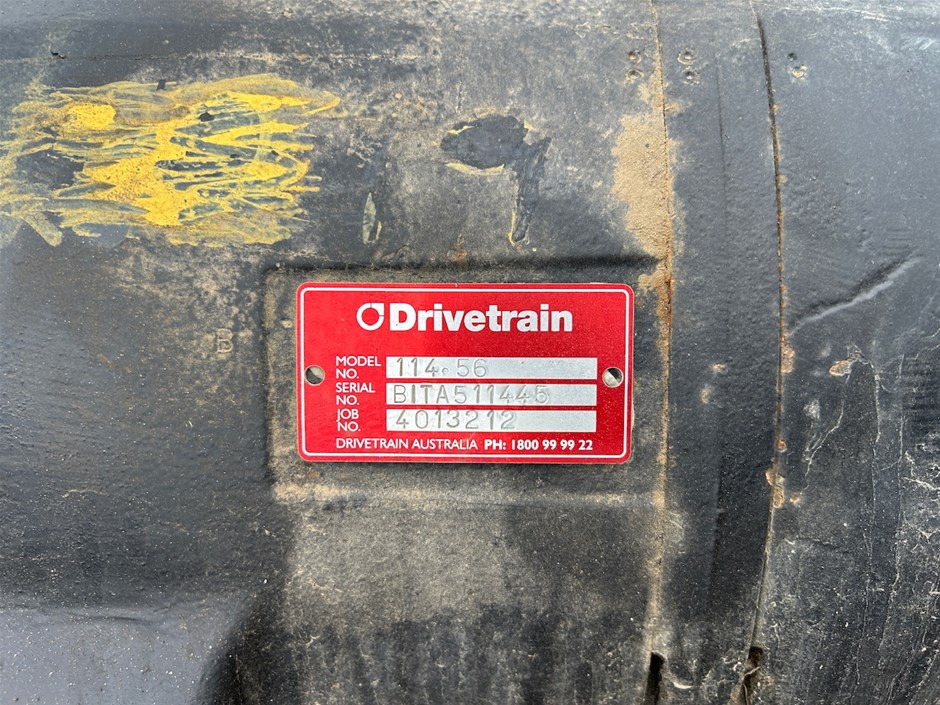 Drivetrain
MODEL NO. 114.56
SERIAL NO. BITA511445
JOB NO. 4013212
DRIVETRAIN AUSTRALIA PH: 1800 99 99 22
B